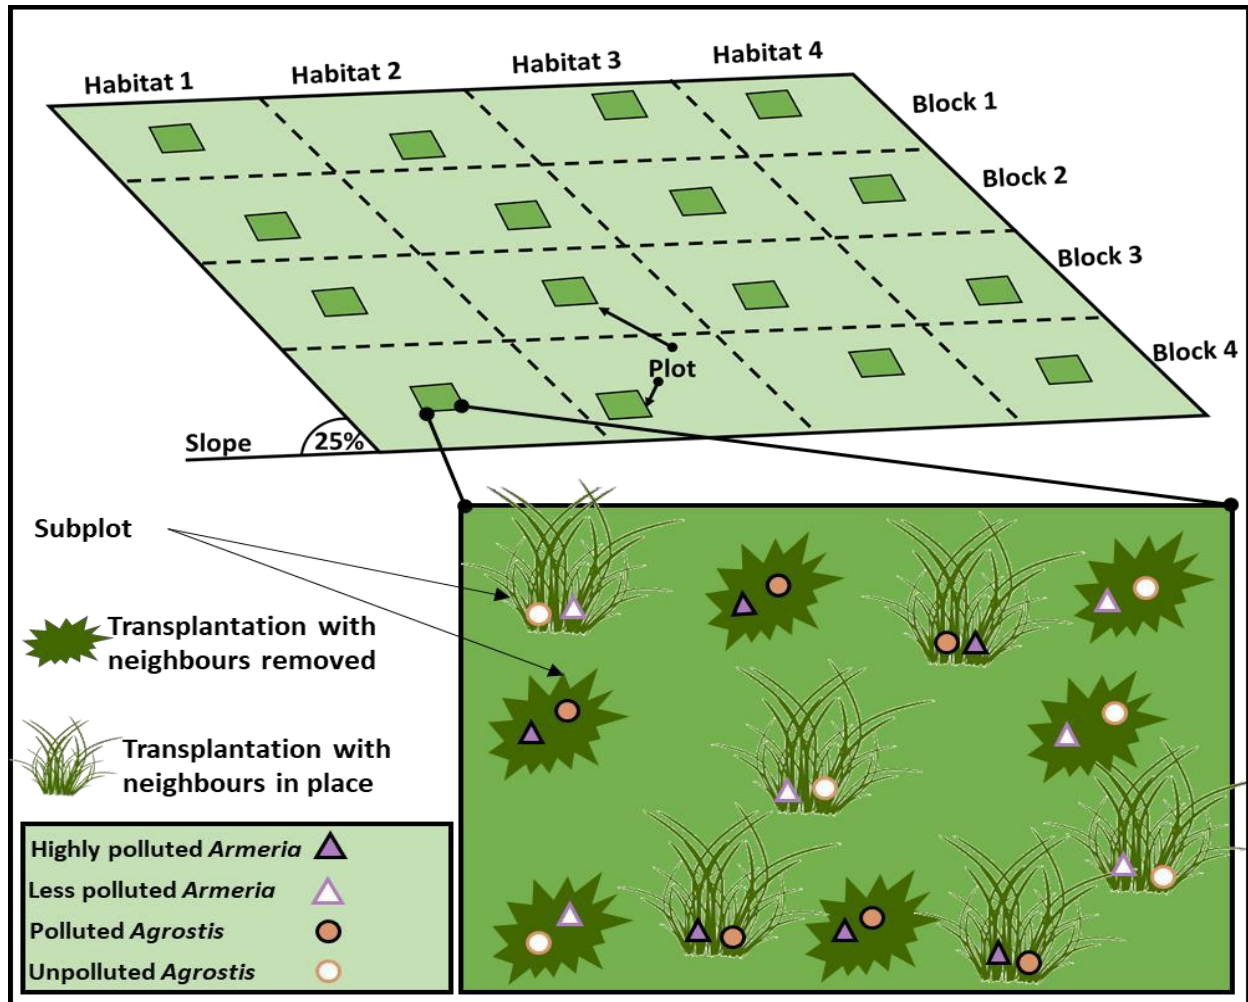 Habitat 1
Habitat 2
Habitat 3
Habitat 4
Block 1
Block 2
Block 3
Block 4
Plot
Slope
25%
Subplot
Transplantation with
neighbours removed
Transplantation with
neighbours in place
Highly polluted Armeria
Less polluted Armeria
Polluted Agrostis
Unpolluted Agrostis